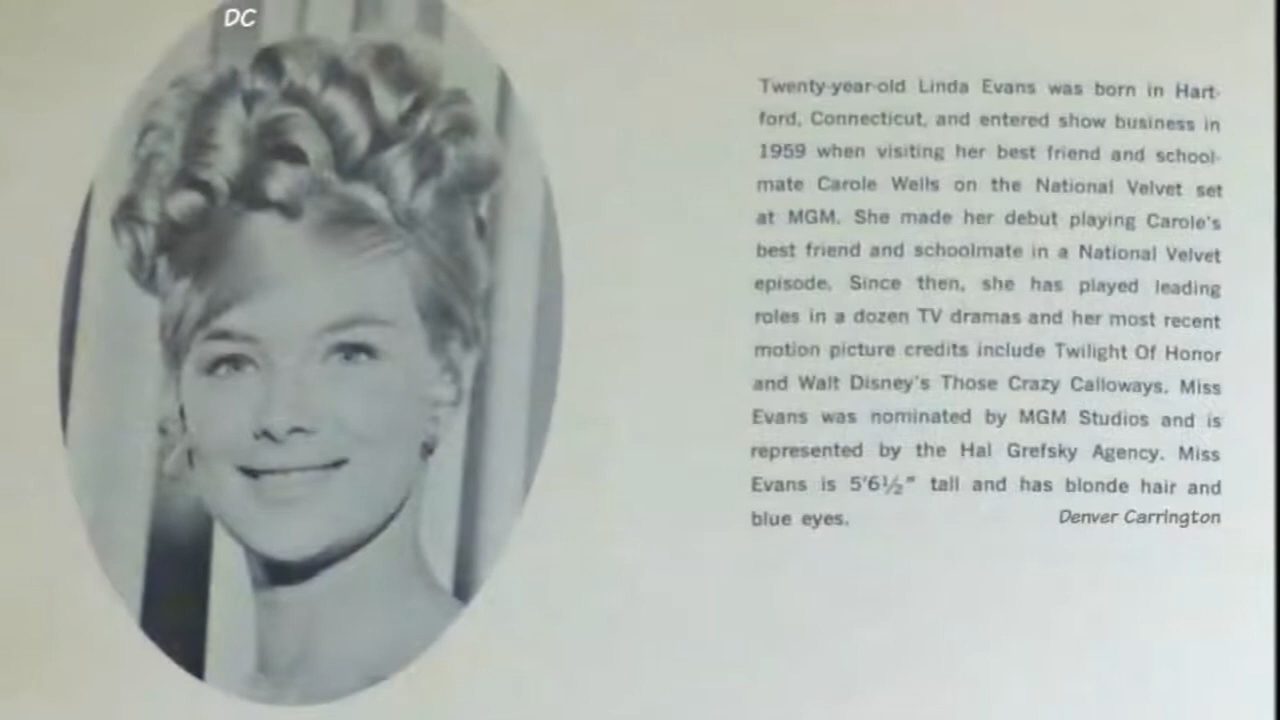 DC
Twenty-year-old Linda Evans was born in Hart-
ford, Connecticut, and entered show business in
1959 when visiting her best friend and school-
mate Carole Wells on the National Velvet set
at MGM. She made her debut playing Carole's
best friend and schoolmate in a National Velvet
episode. Since then, she has played leading
roles in a dozen TV dramas and her most recent
motion picture credits include Twilight Of Honor
and Walt Disney's Those Crazy Calloways. Miss
Evans was nominated by MGM Studios and is
represented by the Hal Grefsky Agency. Miss
Evans is 5'6½" tall and has blonde hair and
blue eyes.
Denver Carrington